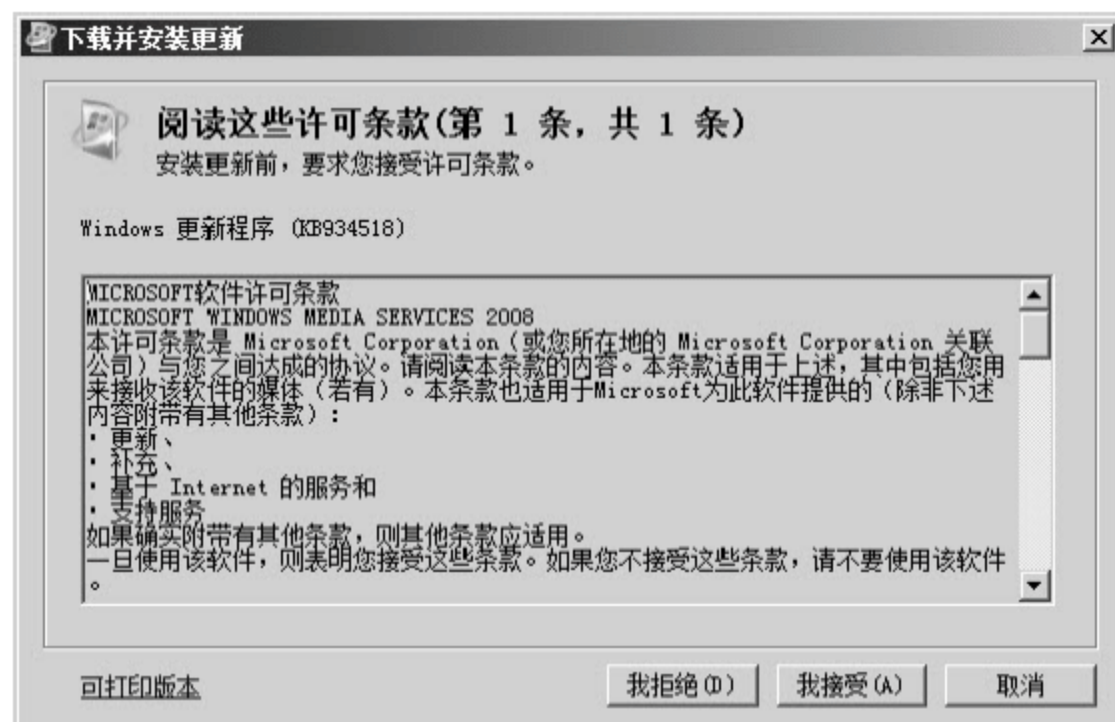 下载并安装更新
阅读这些许可条款(第 1 条，共 1 条)
安装更新前，要求您接受许可条款。
Windows 更新程序 (KB934518)
MICROSOFT软件许可条款
MICROSOFT WINDOWS MEDIA SERVICES 2008
本许可条款是 Microsoft Corporation（或您所在地的 Microsoft Corporation 关联
公司）与您之间达成的协议。请阅读本条款的内容。本条款适用于上述，其中包括您用
来接收该软件的媒体（若有）。本条款也适用于Microsoft为此软件提供的（除非下述
内容附带有其他条款）：
· 更新、
· 补充、
· 基于 Internet 的服务和
· 支持服务
如果确实附带有其他条款，则其他条款应适用。
一旦使用该软件，则表明您接受这些条款。如果您不接受这些条款，请不要使用该软件
。
可打印版本
我拒绝(D)
我接受(A)
取消